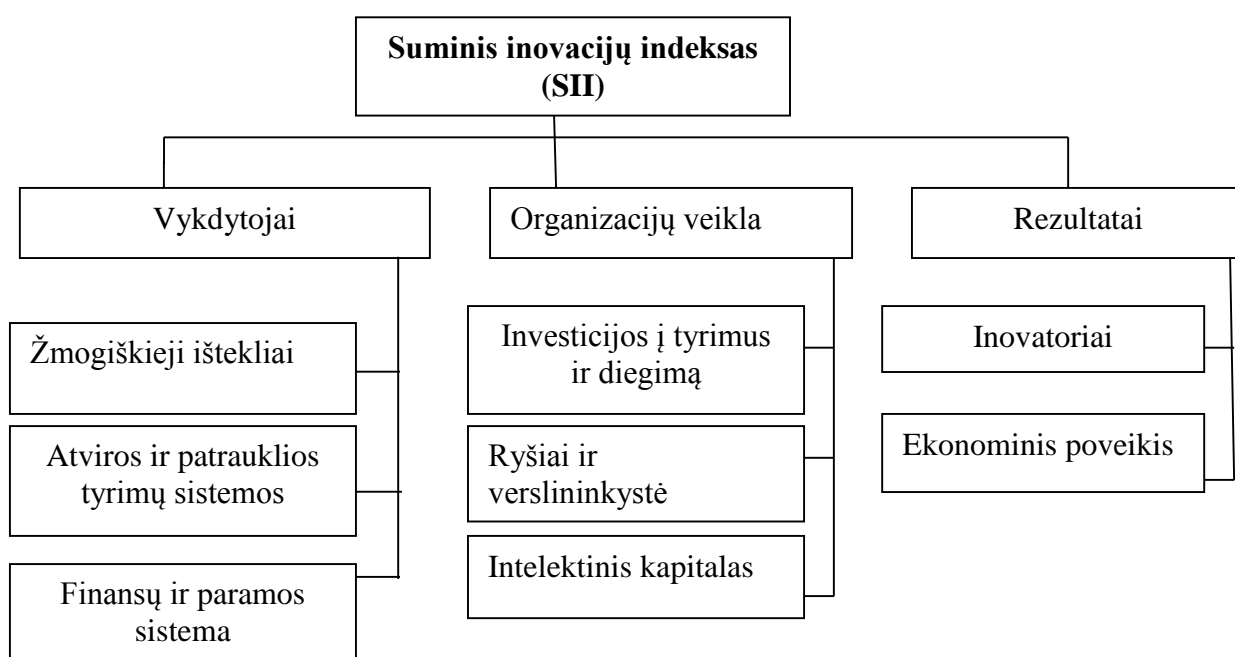 Suminis inovacijų indeksas
(SII)
Vykdytojai
Organizacijų veikla
Rezultatai
Žmogiškieji ištekliai
Atviros ir patrauklios
tyrimų sistemos
Finansų ir paramos
sistema
Investicijos į tyrimus
ir diegimą
Ryšiai ir
verslininkystė
Intelektinis kapitalas
Inovatoriai
Ekonominis poveikis